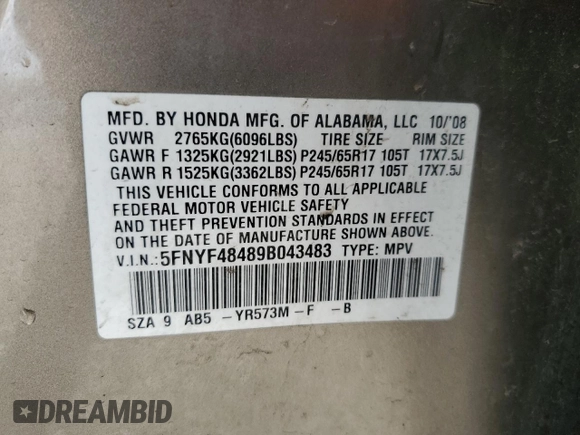 MFD. BY HONDA MFG. OF ALABAMA, LLC 10/'08
GVWR 2765KG(6096LBS) TIRE SIZE RIM SIZE
GAWR F 1325KG(2921LBS) P245/65R17 105T 17X7.5J
GAWR R 1525KG(3362LBS) P245/65R17 105T 17X7.5J
THIS VEHICLE CONFORMS TO ALL APPLICABLE
FEDERAL MOTOR VEHICLE SAFETY
AND THEFT PREVENTION STANDARDS IN EFFECT
ON THE DATE OF MANUFACTURE SHOWN ABOVE.
V.I.N.: 5FNYF48489B043483 TYPE: MPV
SZA 9 AB5 -YR573M -F -B
DREAMBID